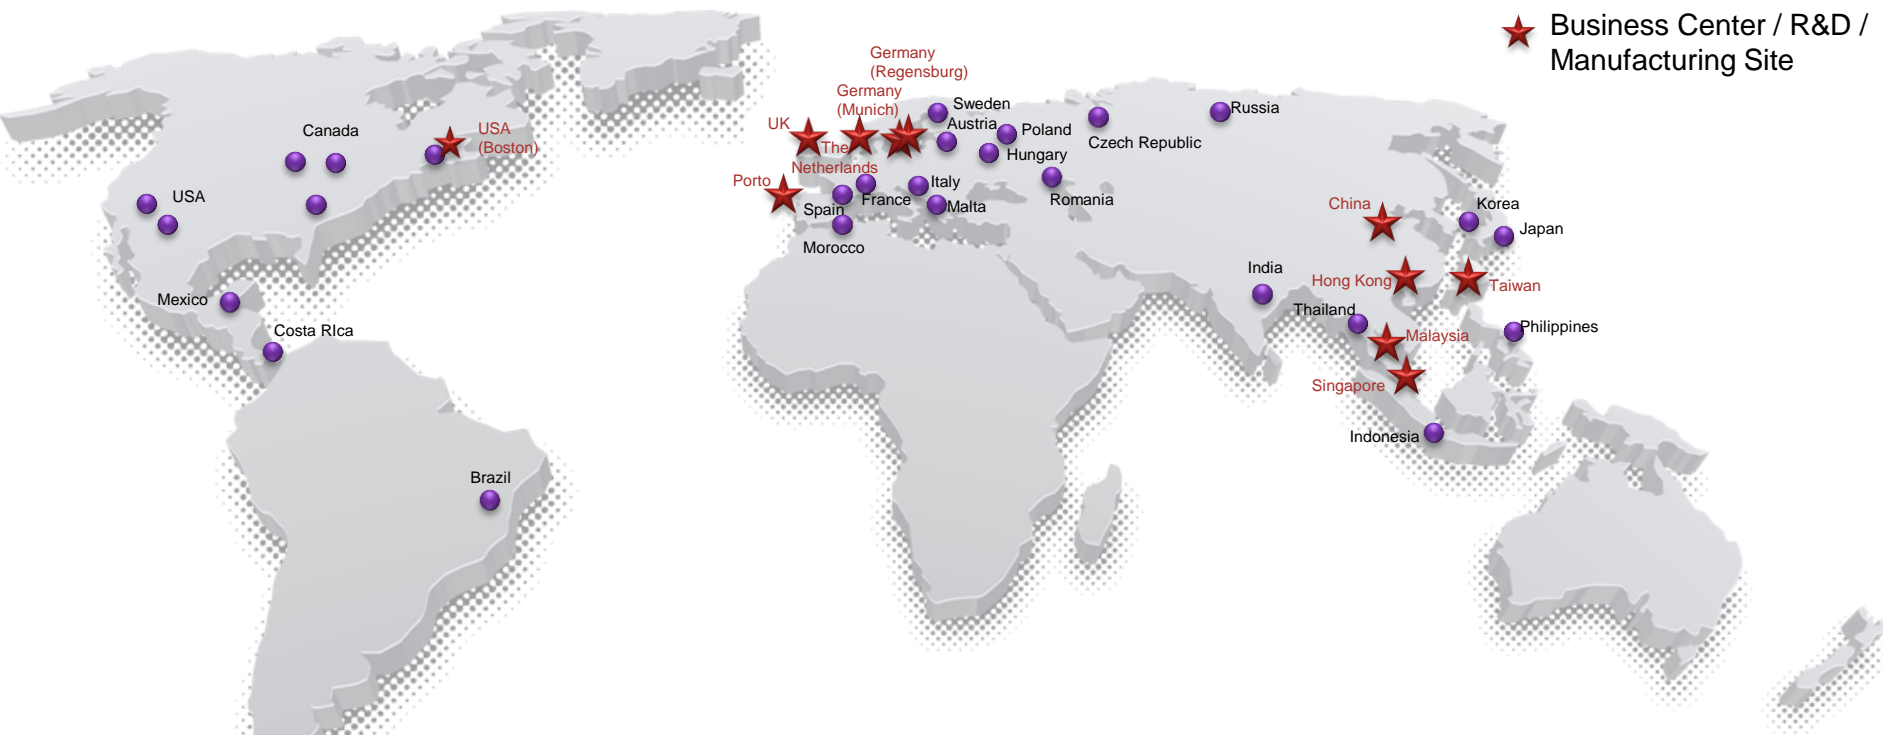 Business Center / R&D /
Manufacturing Site
Germany
(Regensburg)
Germany
(Munich)
Sweden
Russia
UK
Austria
Poland
Canada
USA
(Boston)
The
Netherlands
Czech Republic
Hungary
Porto
Italy
USA
Spain
France
Malta
Romania
China
Korea
Japan
Morocco
India
Hong Kong
Taiwan
Mexico
Thailand
Costa RIca
Malaysia
Philippines
Singapore
Indonesia
Brazil